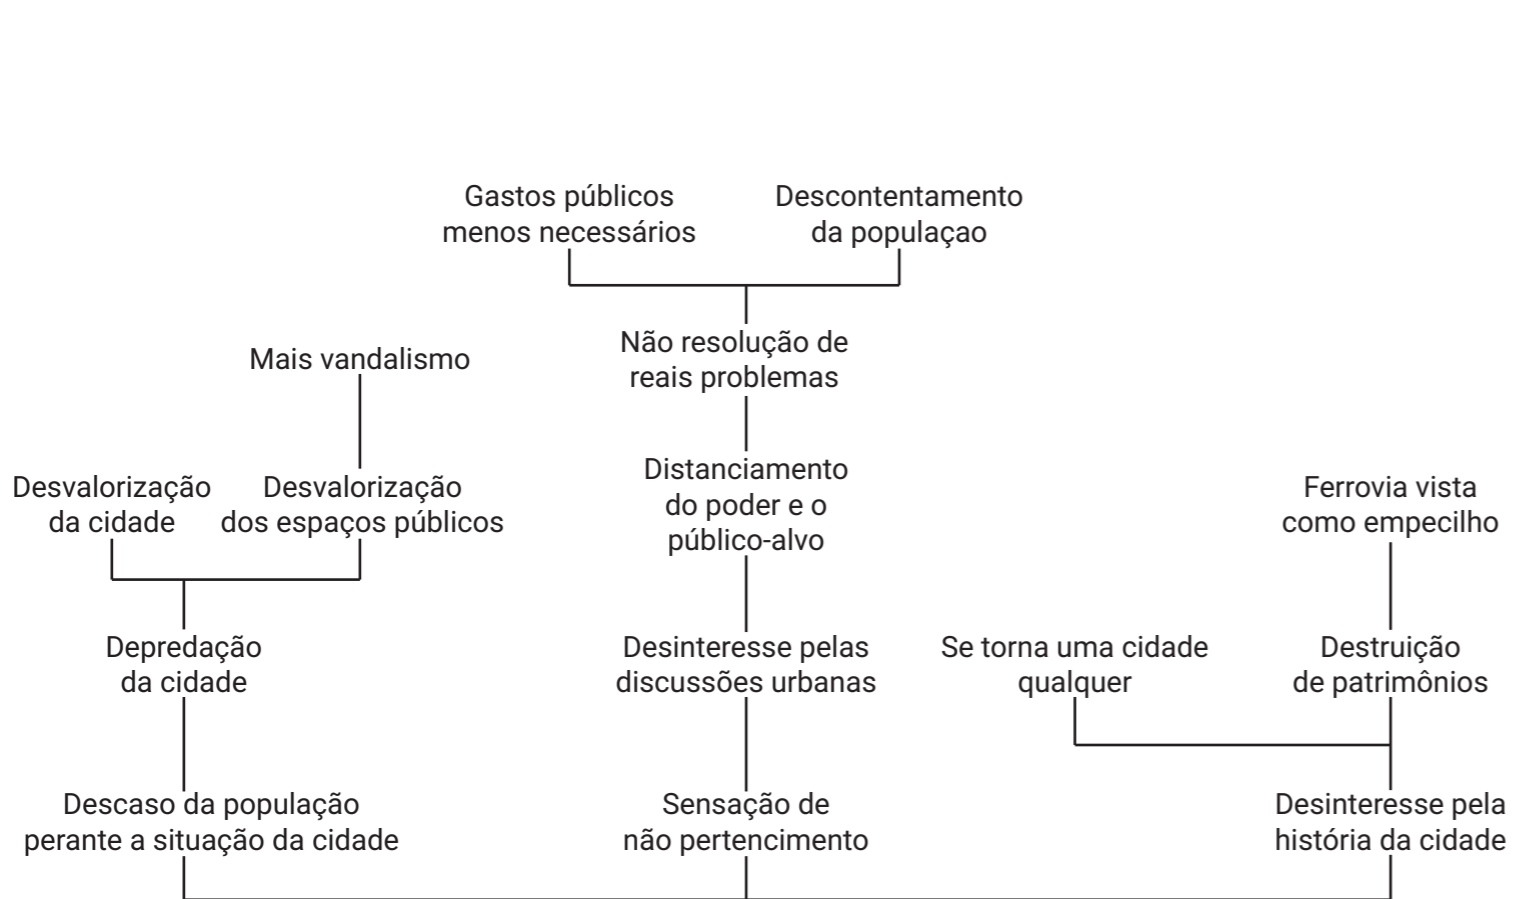 Gastos públicos
menos necessários
Descontentamento
da populaçao
Não resolução de
reais problemas
Mais vandalismo
Distanciamento
do poder e o
público-alvo
Desvalorização
da cidade
Desvalorização
dos espaços públicos
Ferrovia vista
como empecilho
Depredação
da cidade
Desinteresse pelas
discussões urbanas
Se torna uma cidade
qualquer
Destruição
de patrimônios
Descaso da população
perante a situação da cidade
Sensação de
não pertencimento
Desinteresse pela
história da cidade